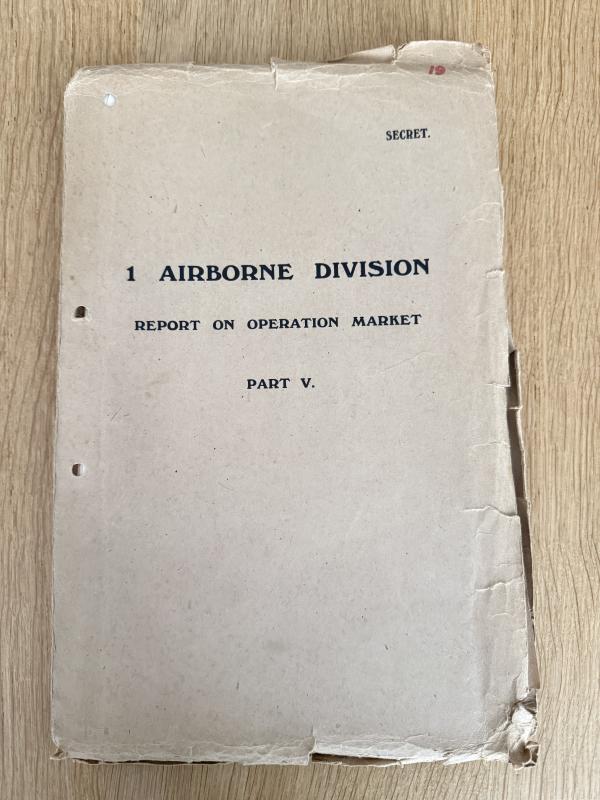 19
SECRET.
1 AIRBORNE DIVISION
REPORT ON OPERATION MARKET
PART V.